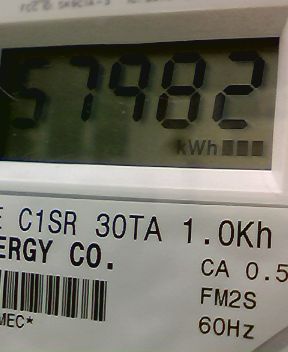 57982
kWh
E C1SR 30TA 1.0Kh
ERGY CO.
CA 0.5
FM2S
60Hz
MEC*